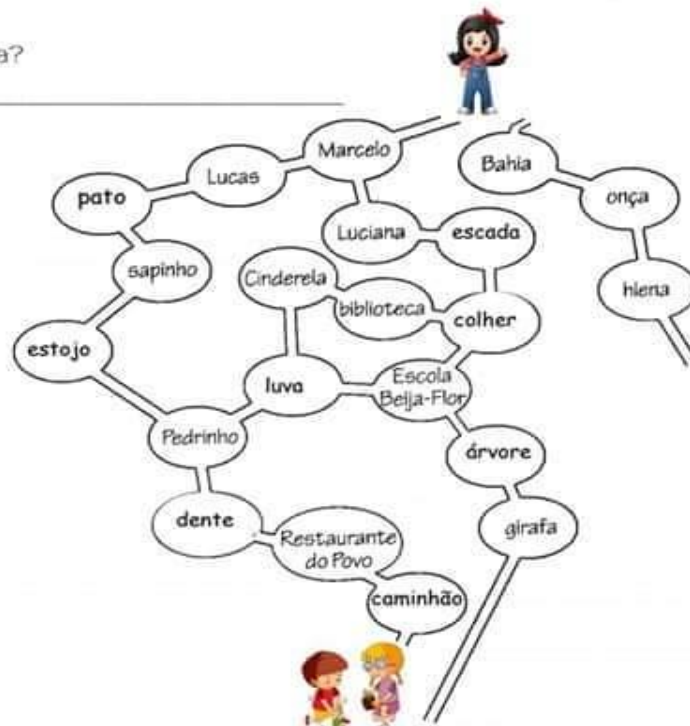 a?
Marcelo
Lucas
Bahia
pato
onça
Luciana
escada
sapinho
Cinderela
hiena
biblioteca
colher
estojo
luva
Escola
Beija-Flor
Pedrinho
árvore
dente
girafa
Restaurante
do Povo
caminhão